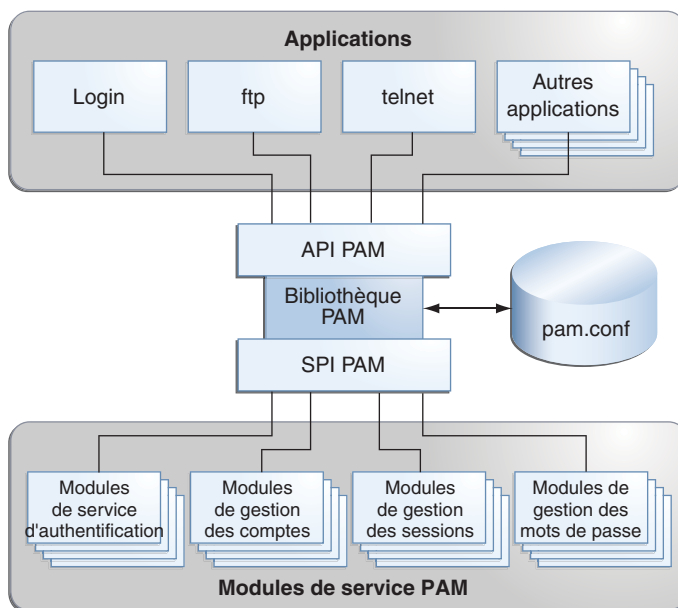 Applications
Login
ftp
telnet
Autres
applications
API PAM
Bibliothèque
PAM
pam.conf
SPI PAM
Modules
de service
d'authentification
Modules
de gestion
des comptes
Modules
de gestion
des sessions
Modules de
gestion des
mots de passe
Modules de service PAM